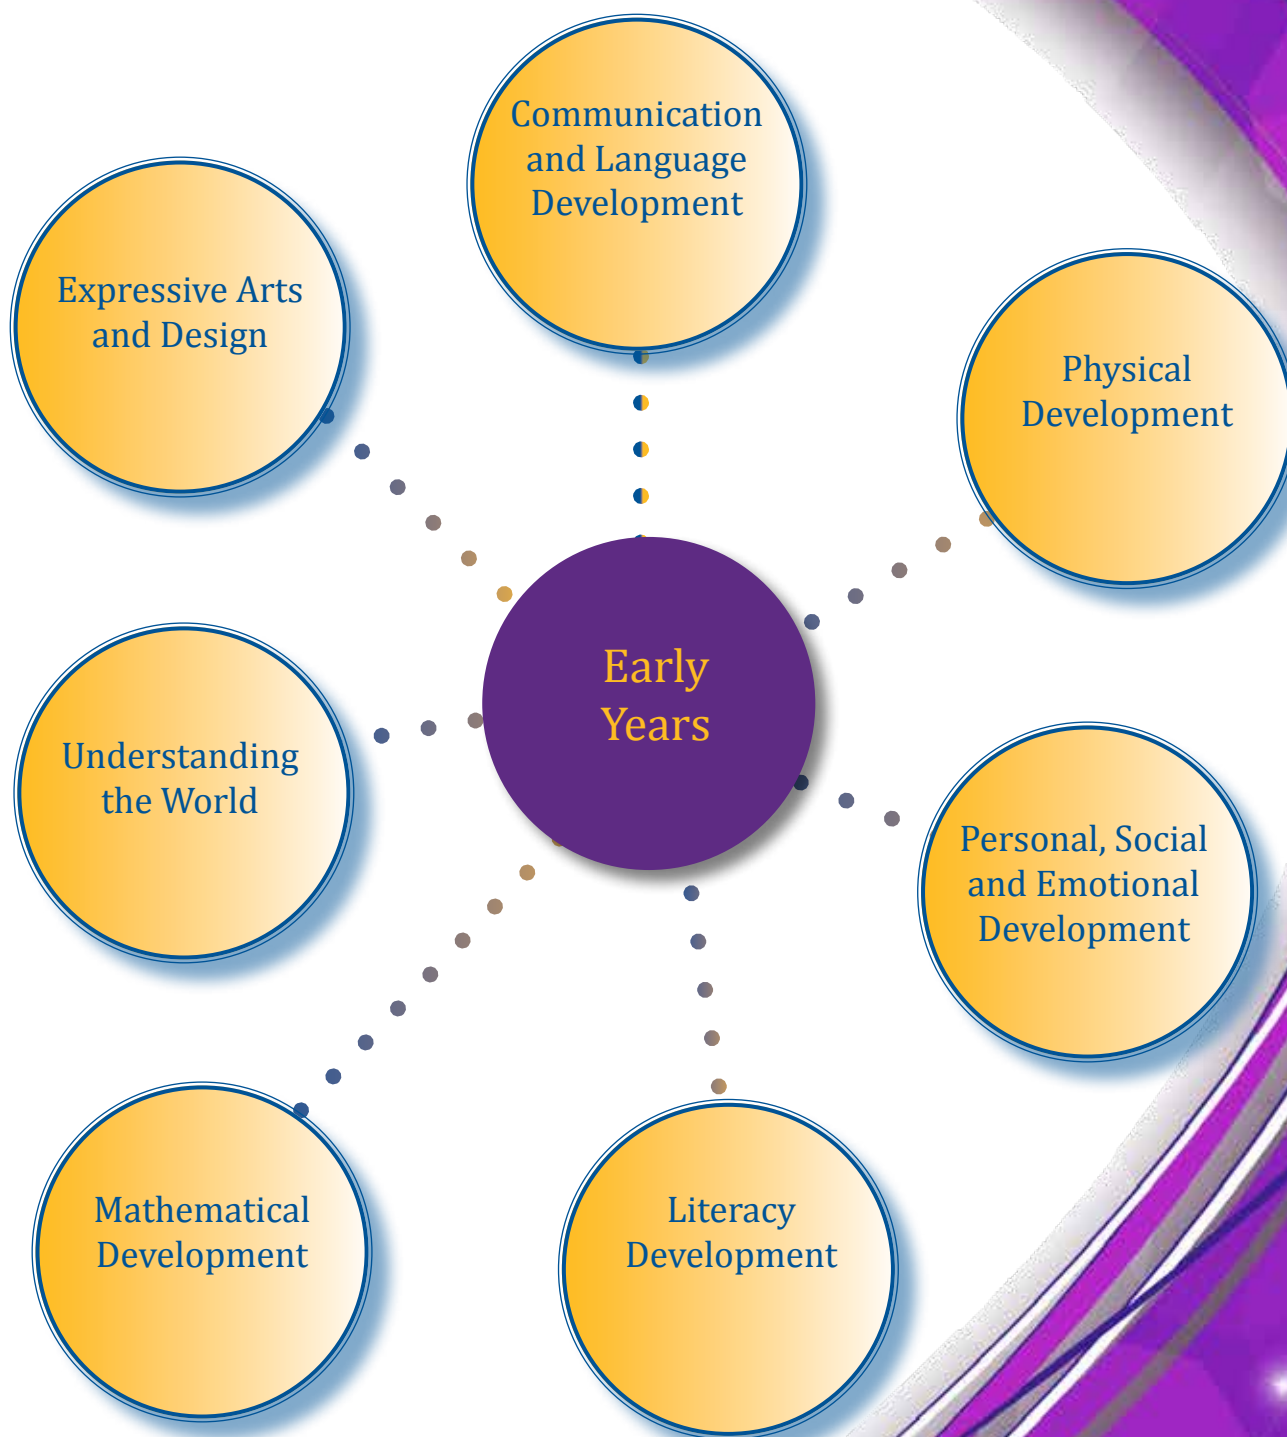 Communication
and Language
Development
Expressive Arts
and Design
Physical
Development
Early
Years
Understanding
the World
Personal, Social
and Emotional
Development
Mathematical
Development
Literacy
Development